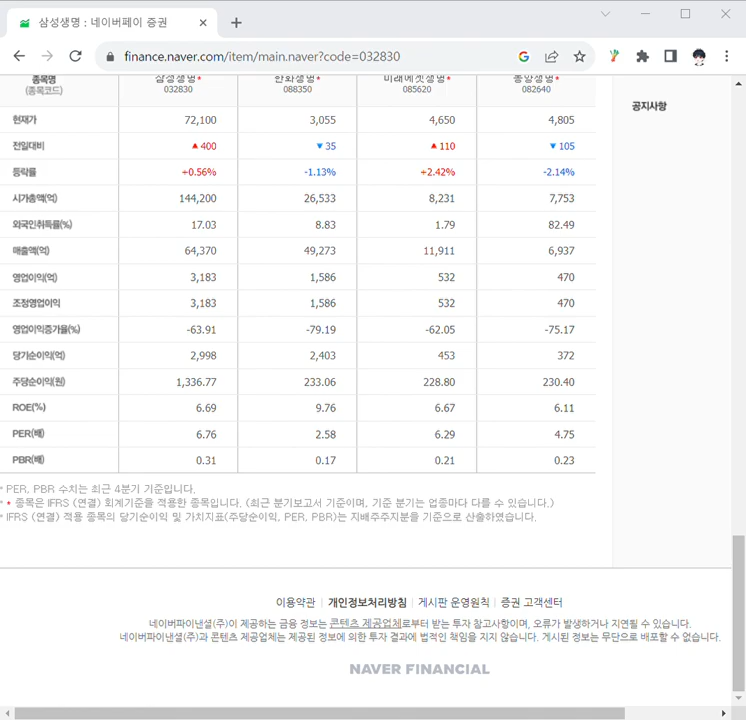 삼성생명 : 네이버페이 증권
finance.naver.com/item/main.naver?code=032830
종목명 삼성생명* 한화생명* 미래에셋생명* 동양생명*
(종목코드) 032830 088350 085620 082640
공지사항
현재가 72,100 3,055 4,650 4,805
전일대비 ▲400 ▼35 ▲110 ▼105
등락률 +0.56% -1.13% +2.42% -2.14%
시가총액(억) 144,200 26,533 8,231 7,753
외국인취득률(%) 17.03 8.83 1.79 82.49
매출액(억) 64,370 49,273 11,911 6,937
영업이익(억) 3,183 1,586 532 470
조정영업이익 3,183 1,586 532 470
영업이익증가율(%) -63.91 -79.19 -62.05 -75.17
당기순이익(억) 2,998 2,403 453 372
주당순이익(원) 1,336.77 233.06 228.80 230.40
ROE(%) 6.69 9.76 6.67 6.11
PER(배) 6.76 2.58 6.29 4.75
PBR(배) 0.31 0.17 0.21 0.23
* PER, PBR 수치는 최근 4분기 기준입니다.
* * 종목은 IFRS (연결) 회계기준을 적용한 종목입니다. (최근 분기보고서 기준이며, 기준 분기는 업종마다 다를 수 있습니다.)
* IFRS (연결) 적용 종목의 당기순이익 및 가치지표(주당순이익, PER, PBR)는 지배주주지분을 기준으로 산출하였습니다.
이용약관 | 개인정보처리방침 | 게시판 운영원칙 | 증권 고객센터
네이버파이낸셜(주)이 제공하는 금융 정보는 콘텐츠 제공업체로부터 받는 투자 참고사항이며, 오류가 발생하거나 지연될 수 있습니다.
네이버파이낸셜(주)과 콘텐츠 제공업체는 제공된 정보에 의한 투자 결과에 법적인 책임을 지지 않습니다. 게시된 정보는 무단으로 배포할 수 없습니다.
NAVER FINANCIAL